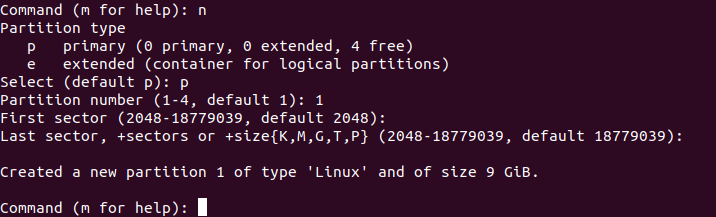 Command (m for help): n
Partition type
   p   primary (0 primary, 0 extended, 4 free)
   e   extended (container for logical partitions)
Select (default p): p
Partition number (1-4, default 1): 1
First sector (2048-18779039, default 2048):
Last sector, +sectors or +size{K,M,G,T,P} (2048-18779039, default 18779039):

Created a new partition 1 of type 'Linux' and of size 9 GiB.

Command (m for help):